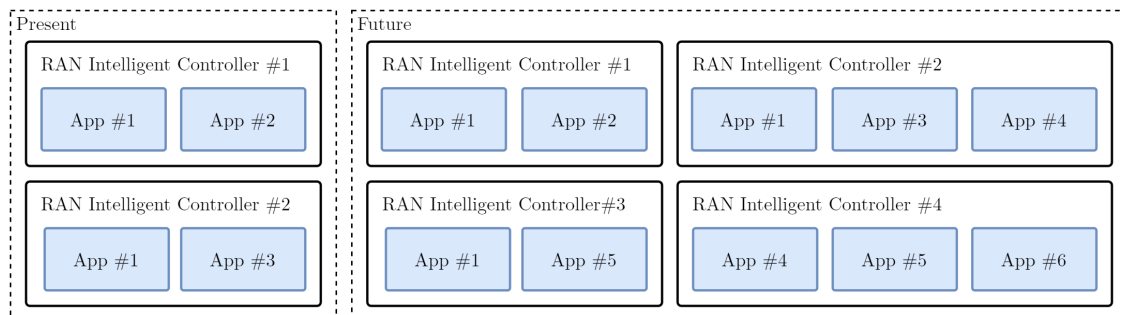 Present
RAN Intelligent Controller #1
App #1
App #2
RAN Intelligent Controller #2
App #1
App #3
Future
RAN Intelligent Controller #1
App #1
App #2
RAN Intelligent Controller #2
App #1
App #3
App #4
RAN Intelligent Controller#3
App #1
App #5
RAN Intelligent Controller #4
App #4
App #5
App #6